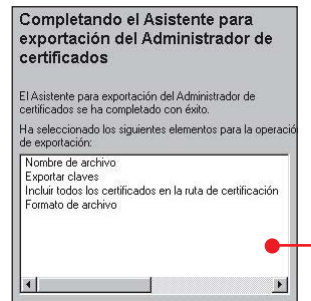 Completando el Asistente para
exportación del Administrador de
certificados
El Asistente para exportación del Administrador de
certificados se ha completado con éxito.
Ha seleccionado los siguientes elementos para la operació
de exportación:
Nombre de archivo
Exportar claves
Incluir todos los certificados en la ruta de certificación
Formato de archivo